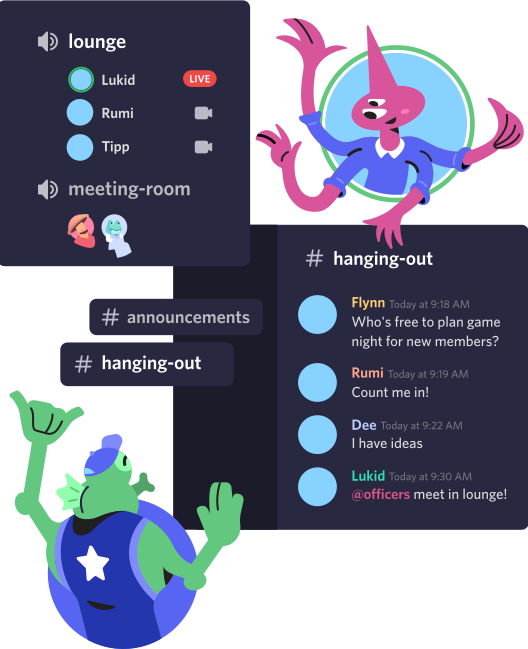 lounge
Lukid LIVE
Rumi
Tipp
meeting-room
# hanging-out
# announcements
# hanging-out
Flynn Today at 9:18 AM
Who's free to plan game
night for new members?
Rumi Today at 9:19 AM
Count me in!
Dee Today at 9:22 AM
I have ideas
Lukid Today at 9:30 AM
@officers meet in lounge!